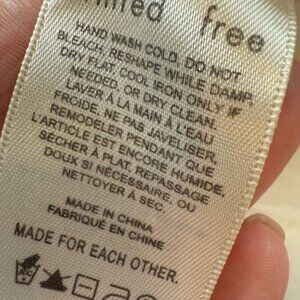 free
HAND WASH COLD. DO NOT
BLEACH, RESHAPE WHILE DAMP,
DRY FLAT, COOL IRON ONLY IF
NEEDED, OR DRY CLEAN.
LAVER À LA MAIN À L'EAU
FROIDE, NE PAS JAVELISER,
REMODELER PENDANT QUE
L'ARTICLE EST ENCORE HUMIDE,
SÉCHER À PLAT, REPASSAGE
DOUX SI NÉCESSAIRE, OU
NETTOYER À SEC.
MADE IN CHINA
FABRIQUÉ EN CHINE
MADE FOR EACH OTHER.